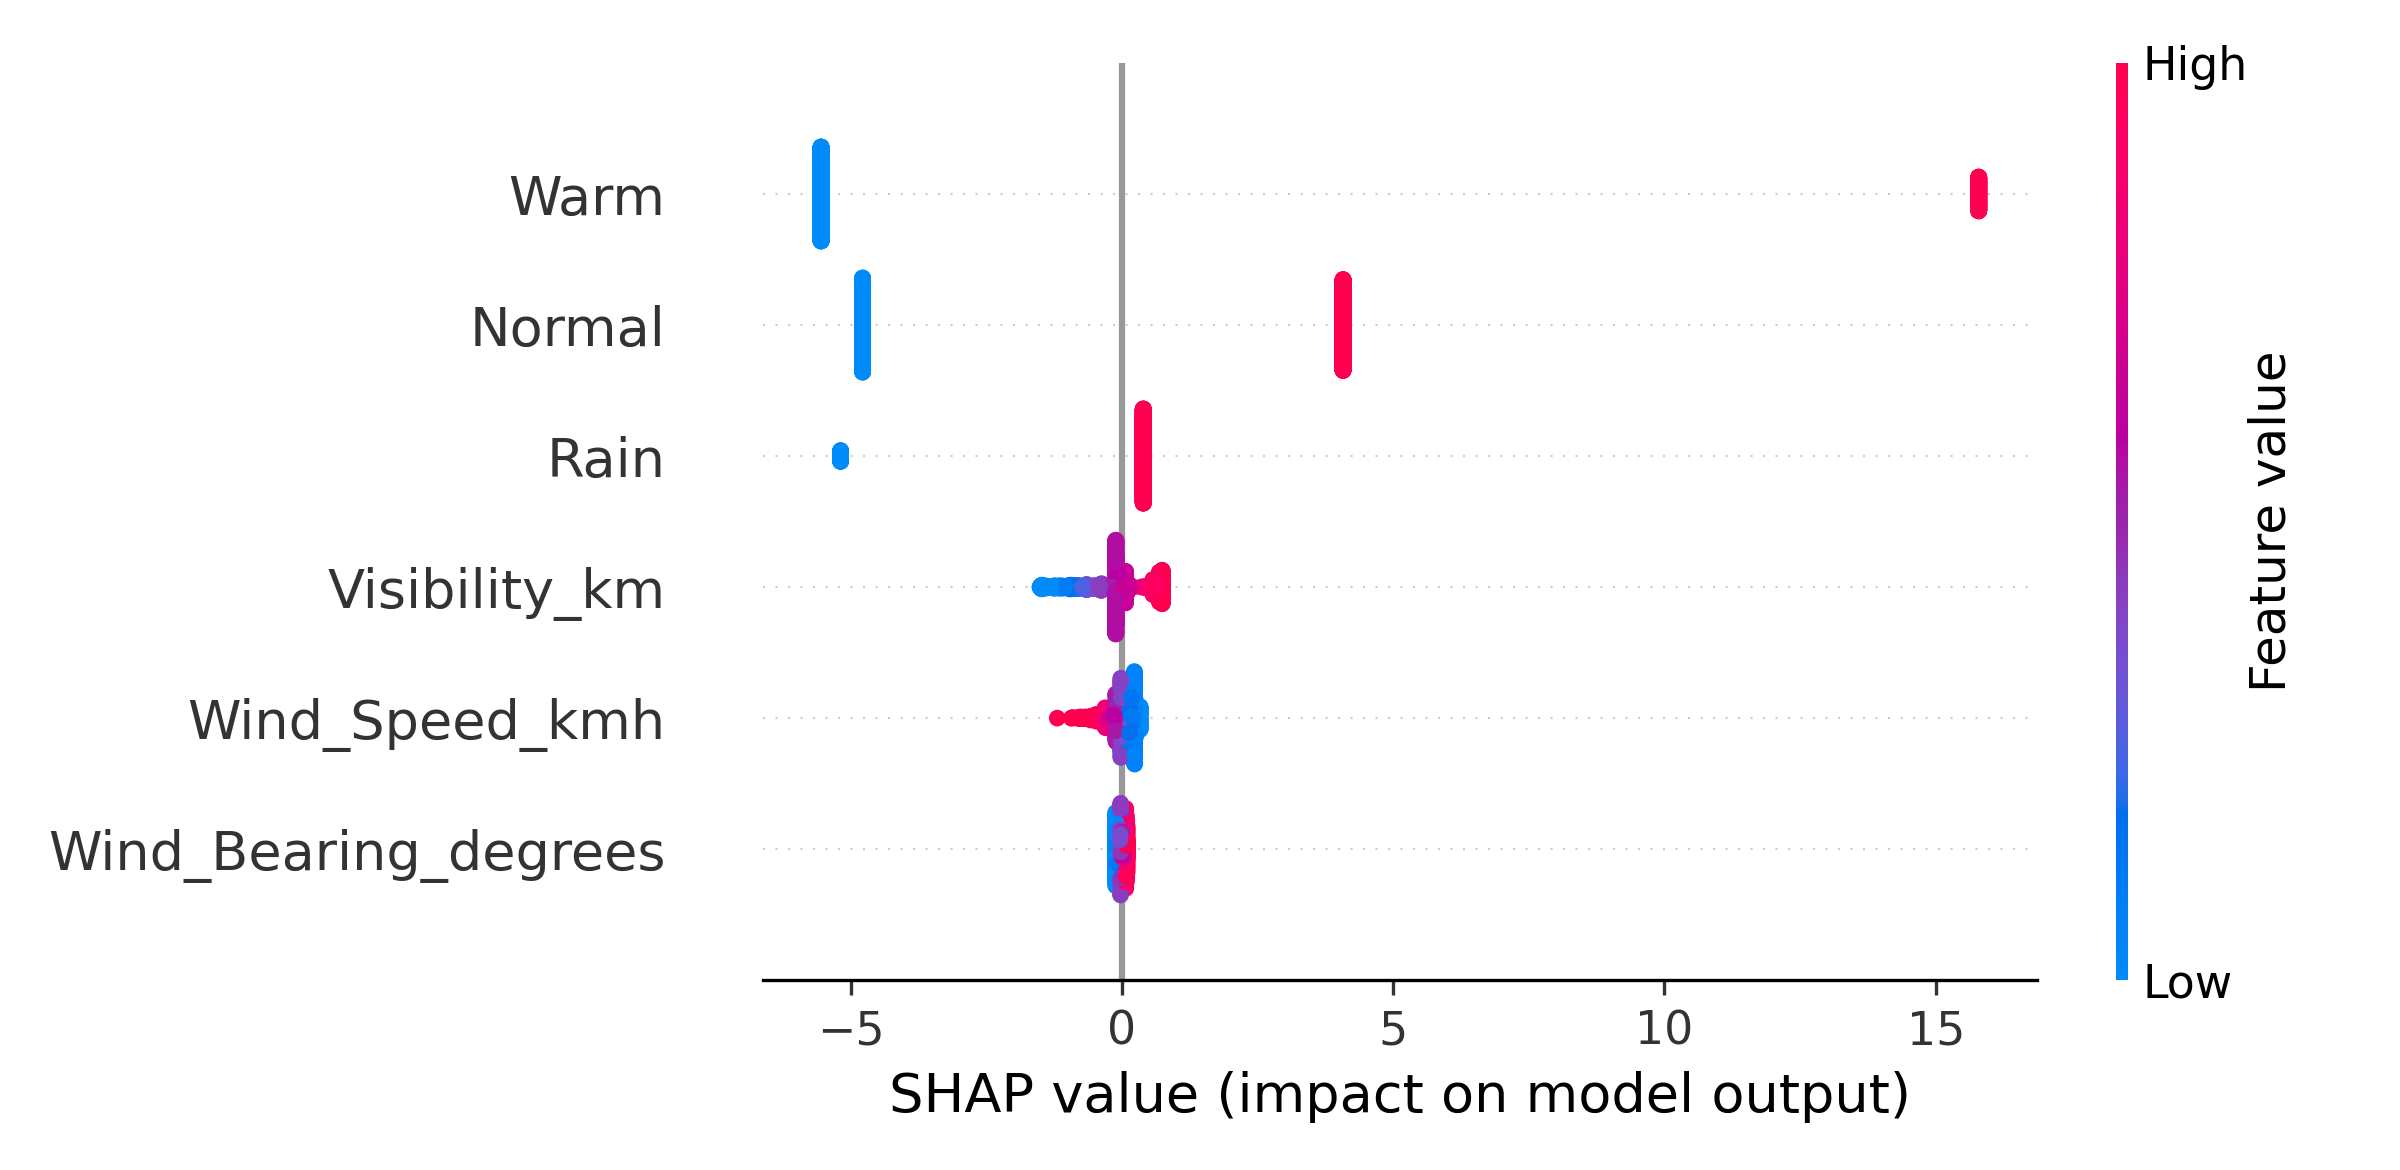 High
Warm
Normal
Rain
Visibility_km
Wind_Speed_kmh
Wind_Bearing_degrees
Feature value
Low
−5 0 5 10 15
SHAP value (impact on model output)